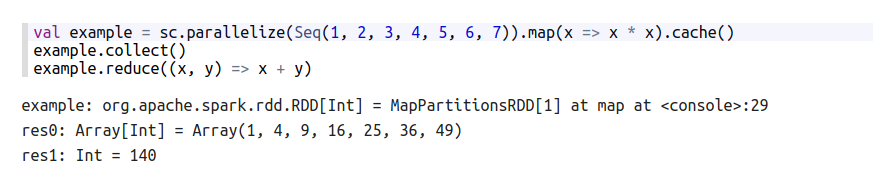 val example = sc.parallelize(Seq(1, 2, 3, 4, 5, 6, 7)).map(x => x * x).cache()
example.collect()
example.reduce((x, y) => x + y)
example: org.apache.spark.rdd.RDD[Int] = MapPartitionsRDD[1] at map at <console>:29
res0: Array[Int] = Array(1, 4, 9, 16, 25, 36, 49)
res1: Int = 140